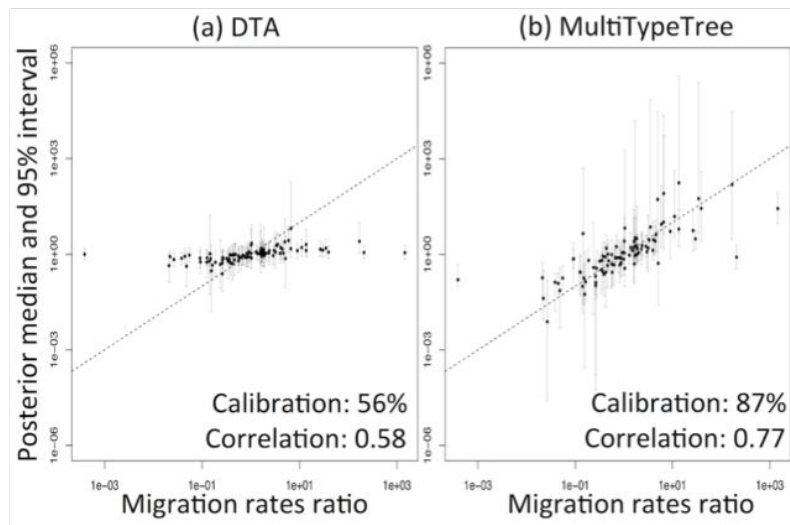 (a) DTA
(b) MultiTypeTree
Posterior median and 95% interval
1e+06
1e+03
1e+00
1e-03
1e-06
Calibration: 56%
Correlation: 0.58
1e-03
1e-01
1e+01
1e+03
Migration rates ratio
1e+06
1e+03
1e+00
1e-03
1e-06
Calibration: 87%
Correlation: 0.77
1e-03
1e-01
1e+01
1e+03
Migration rates ratio